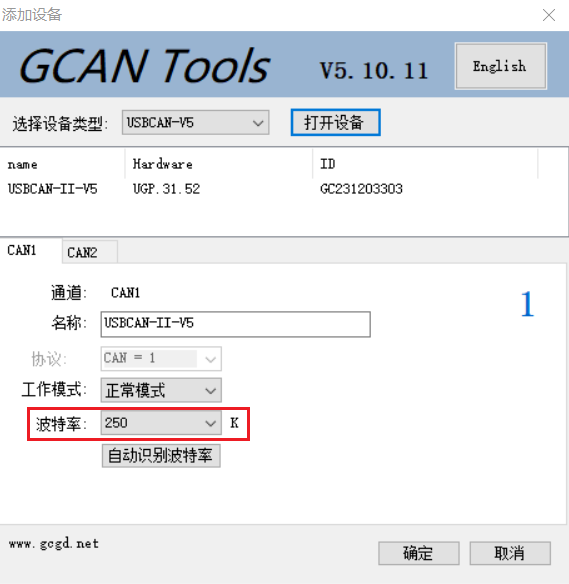 添加设备
GCAN Tools V5.10.11 English
选择设备类型: USBCAN-V5 打开设备
name Hardware ID
USBCAN-II-V5 UGP.31.52 GC231203303
CAN1 CAN2
通道: CAN1
1
名称: USBCAN-II-V5
协议: CAN = 1
工作模式: 正常模式
波特率: 250 K
自动识别波特率
www.gcgd.net
确定 取消